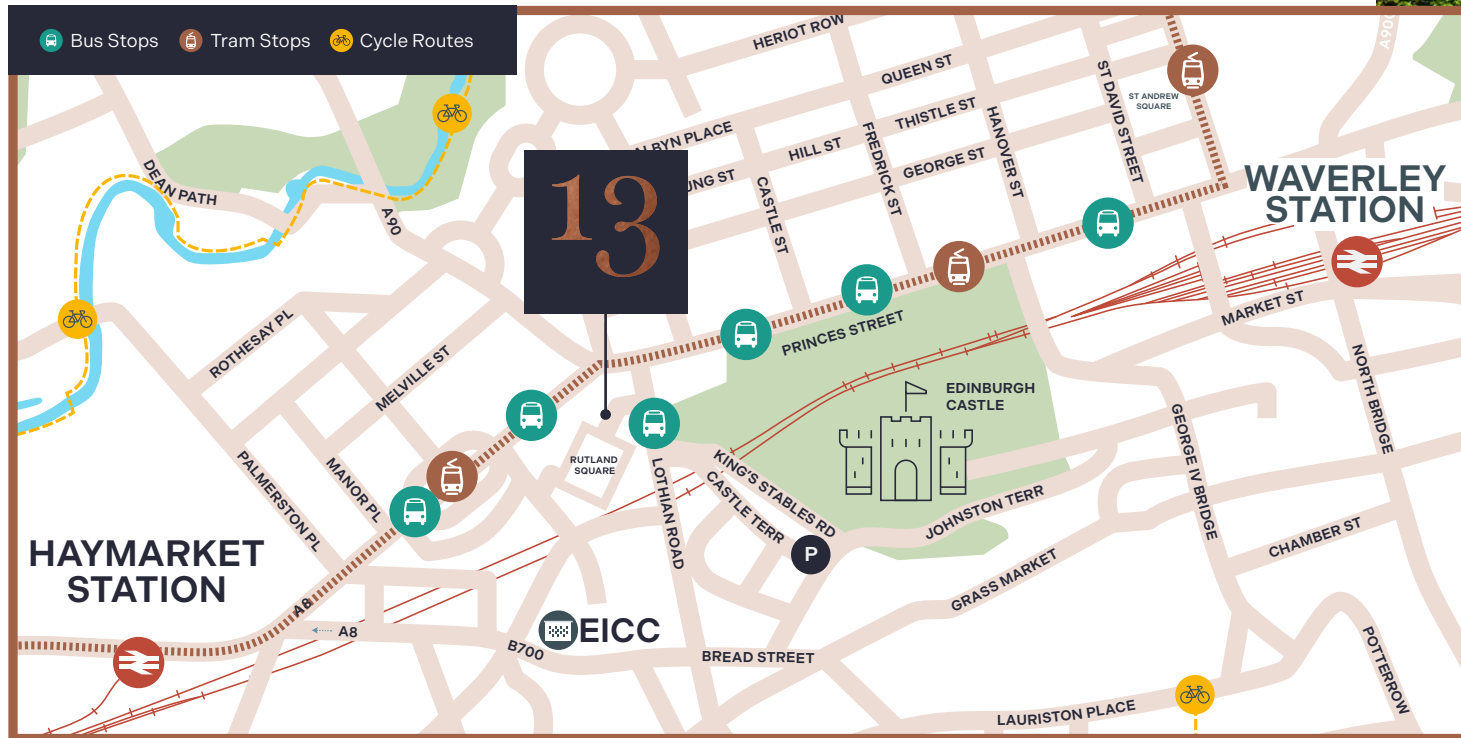 Bus Stops
Tram Stops
Cycle Routes
HERIOT ROW
A900
QUEEN ST
ST DAVID STREET
ST ANDREW
SQUARE
THISTLE ST
HANOVER ST
FREDRICK ST
HILL ST
GEORGE ST
CASTLE ST
DEAN PATH
A90
13
WAVERLEY
STATION
MARKET ST
PRINCES STREET
ROTHESAY PL
MELVILLE ST
NORTH BRIDGE
EDINBURGH
CASTLE
GEORGE IV BRIDGE
RUTLAND
SQUARE
PALMERSTON PL
MANOR PL
LOTHIAN ROAD
KING'S STABLES RD
CASTLE TERR
P
JOHNSTON TERR
CHAMBER ST
GRASS MARKET
HAYMARKET
STATION
A8
A8
EICC
B700
BREAD STREET
POTTERROW
LAURISTON PLACE